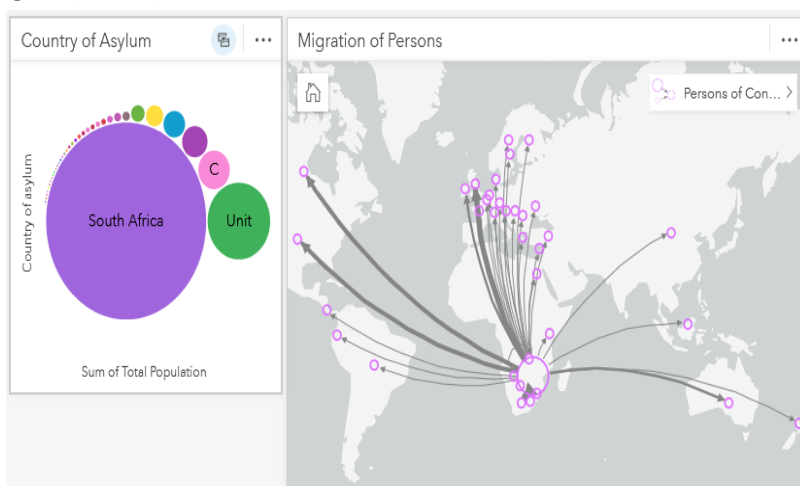 Country of Asylum
Migration of Persons
Persons of Con...
Country of asylum
C
South Africa
Unit
Sum of Total Population